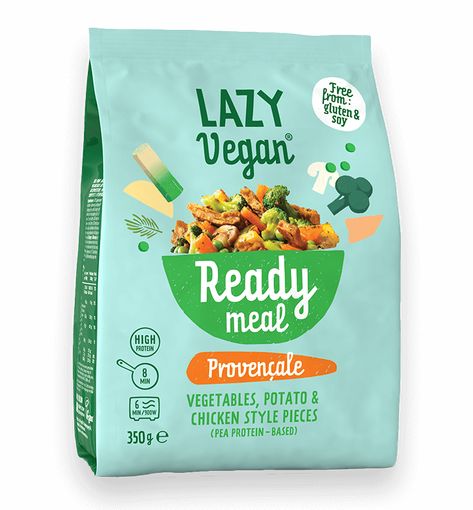 LAZY
Vegan®
Free
from:
gluten &
soy
Ready
meal
Provençale
HIGH
PROTEIN
8
MIN
6
MIN/900W
VEGETABLES, POTATO &
CHICKEN STYLE PIECES
(PEA PROTEIN-BASED)
350g e